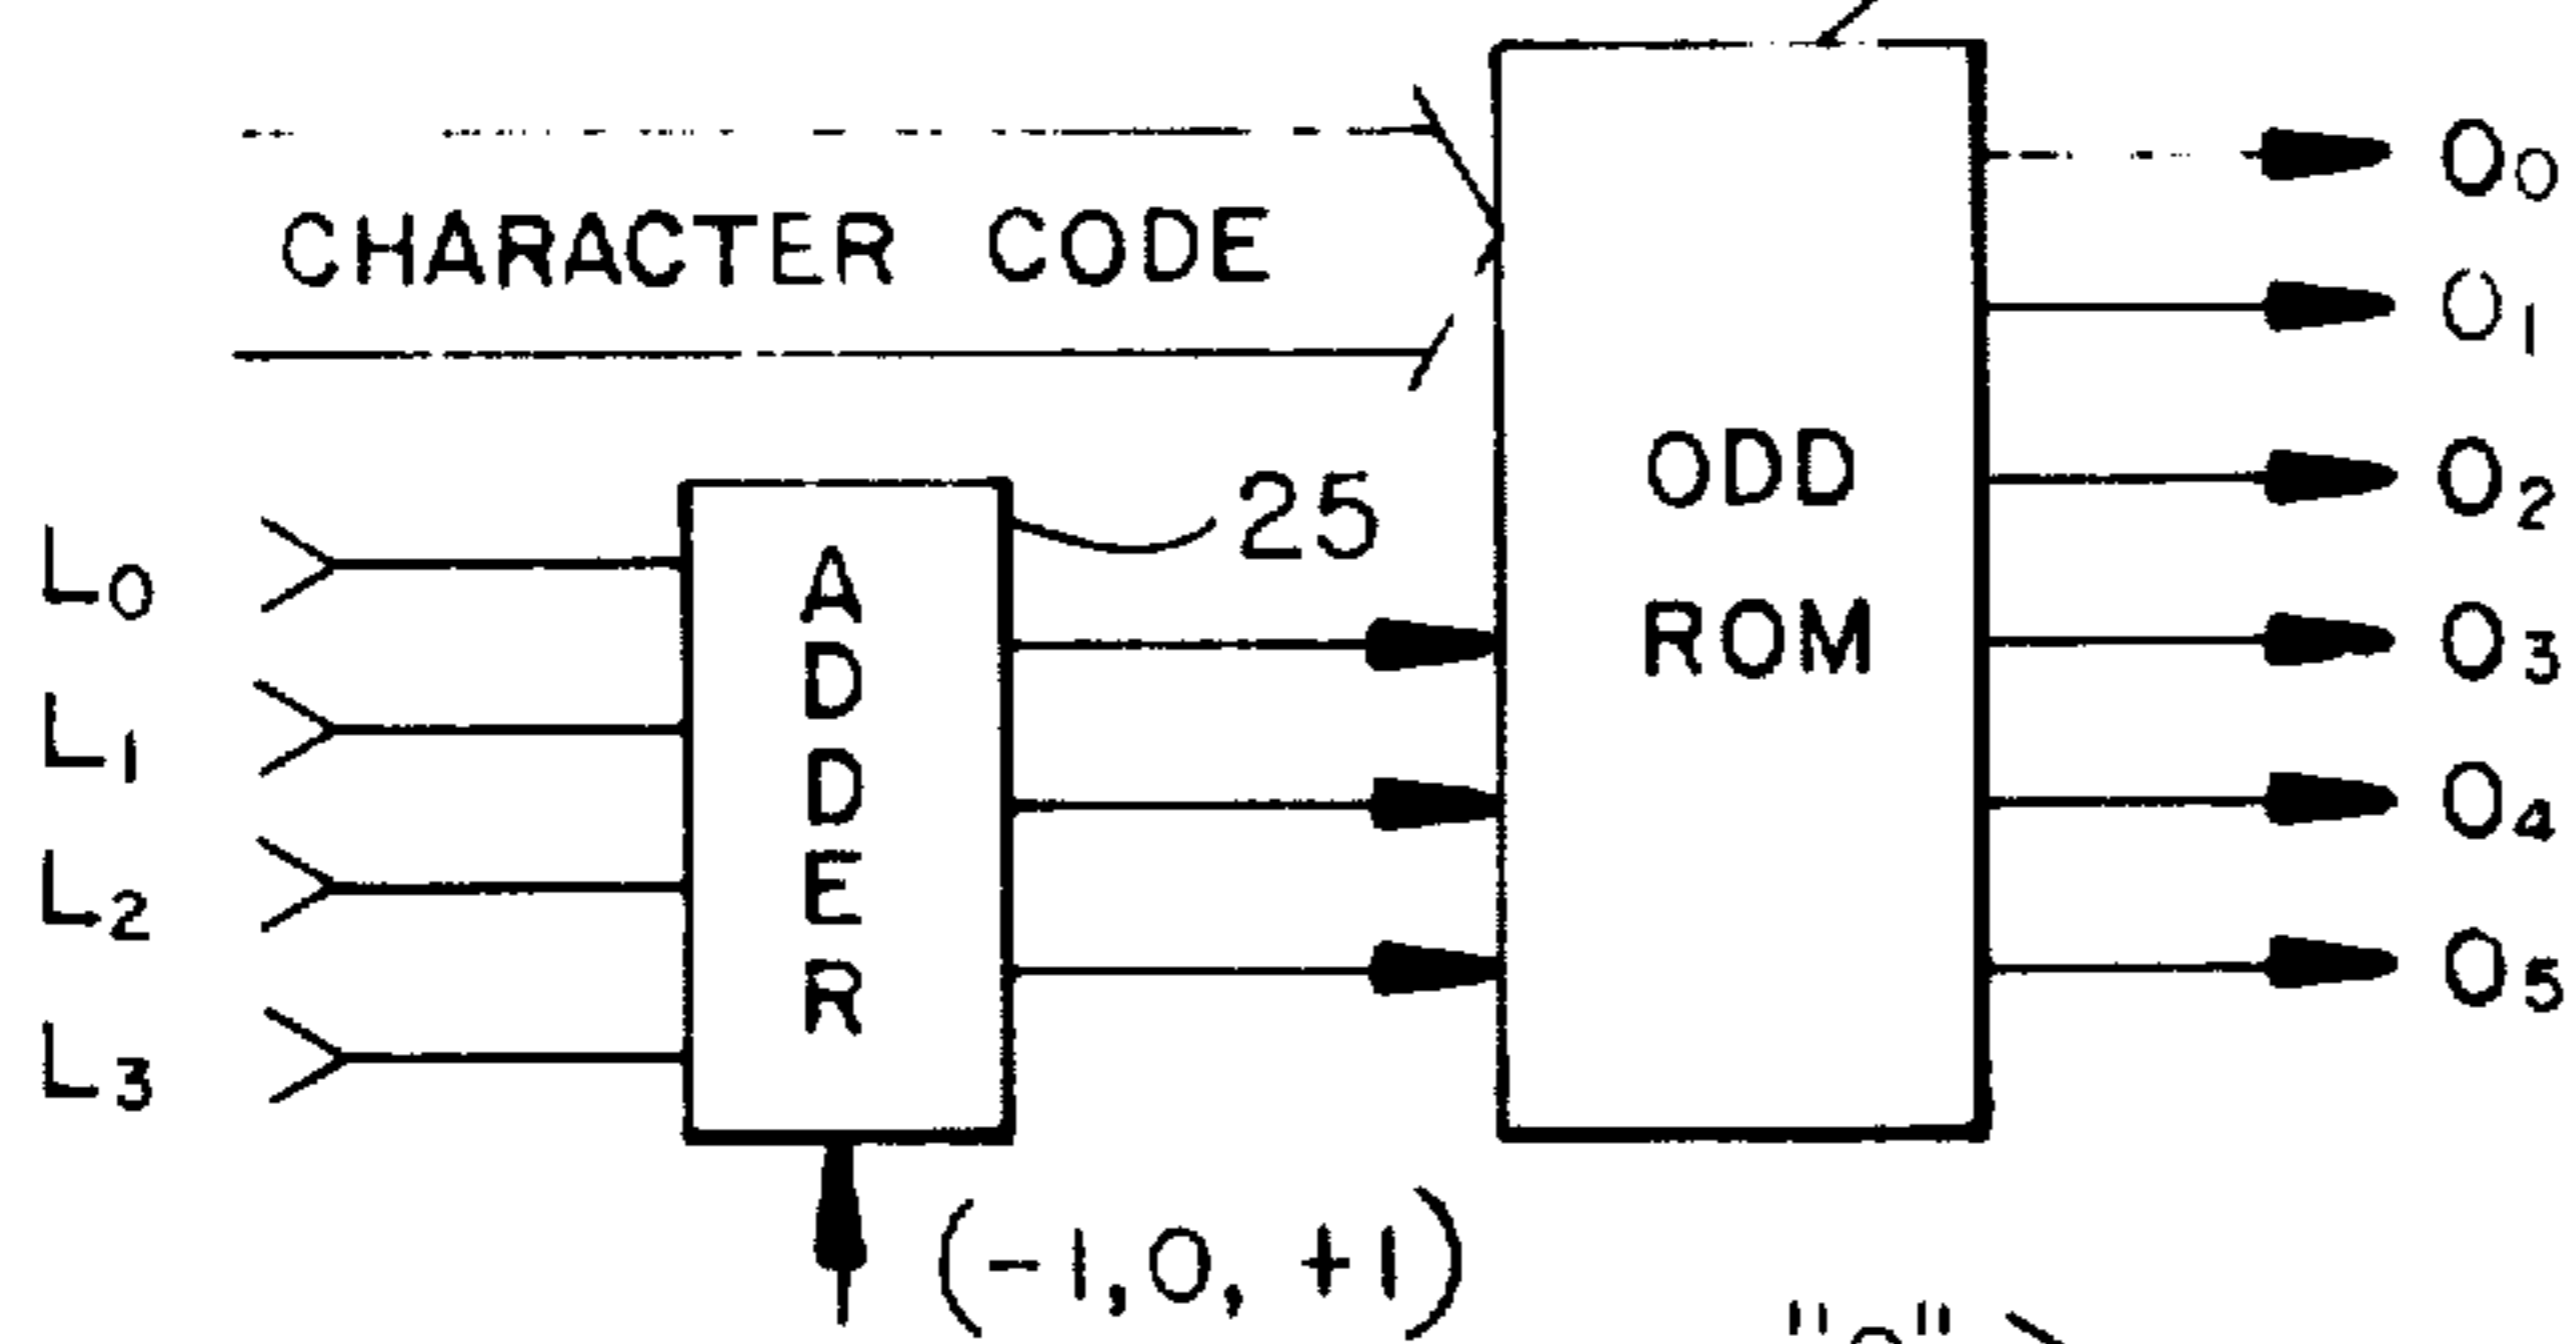 CHARACTER CODE
ODD
ROM
ADDER
25
L0
L1
L2
L3
(-1, 0, +1)
O0
O1
O2
O3
O4
O5